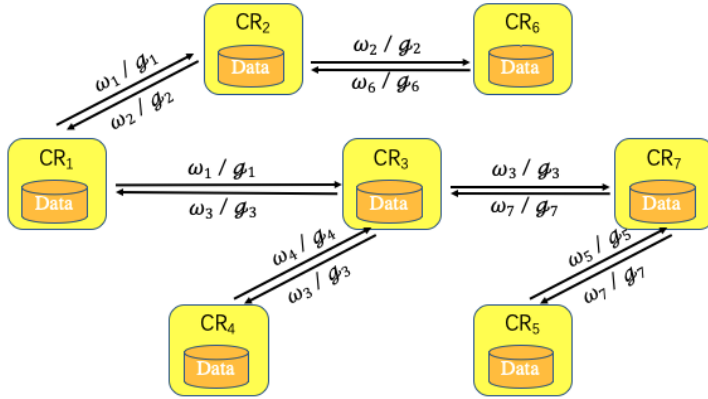 CR₂
Data
CR₆
Data
ω₁ / ℊ₁
ω₂ / ℊ₂
ω₂ / ℊ₂
ω₆ / ℊ₆
CR₁
Data
ω₁ / ℊ₁
ω₃ / ℊ₃
CR₃
Data
ω₃ / ℊ₃
ω₇ / ℊ₇
CR₇
Data
ω₄ / ℊ₄
ω₃ / ℊ₃
ω₅ / ℊ₅
ω₇ / ℊ₇
CR₄
Data
CR₅
Data